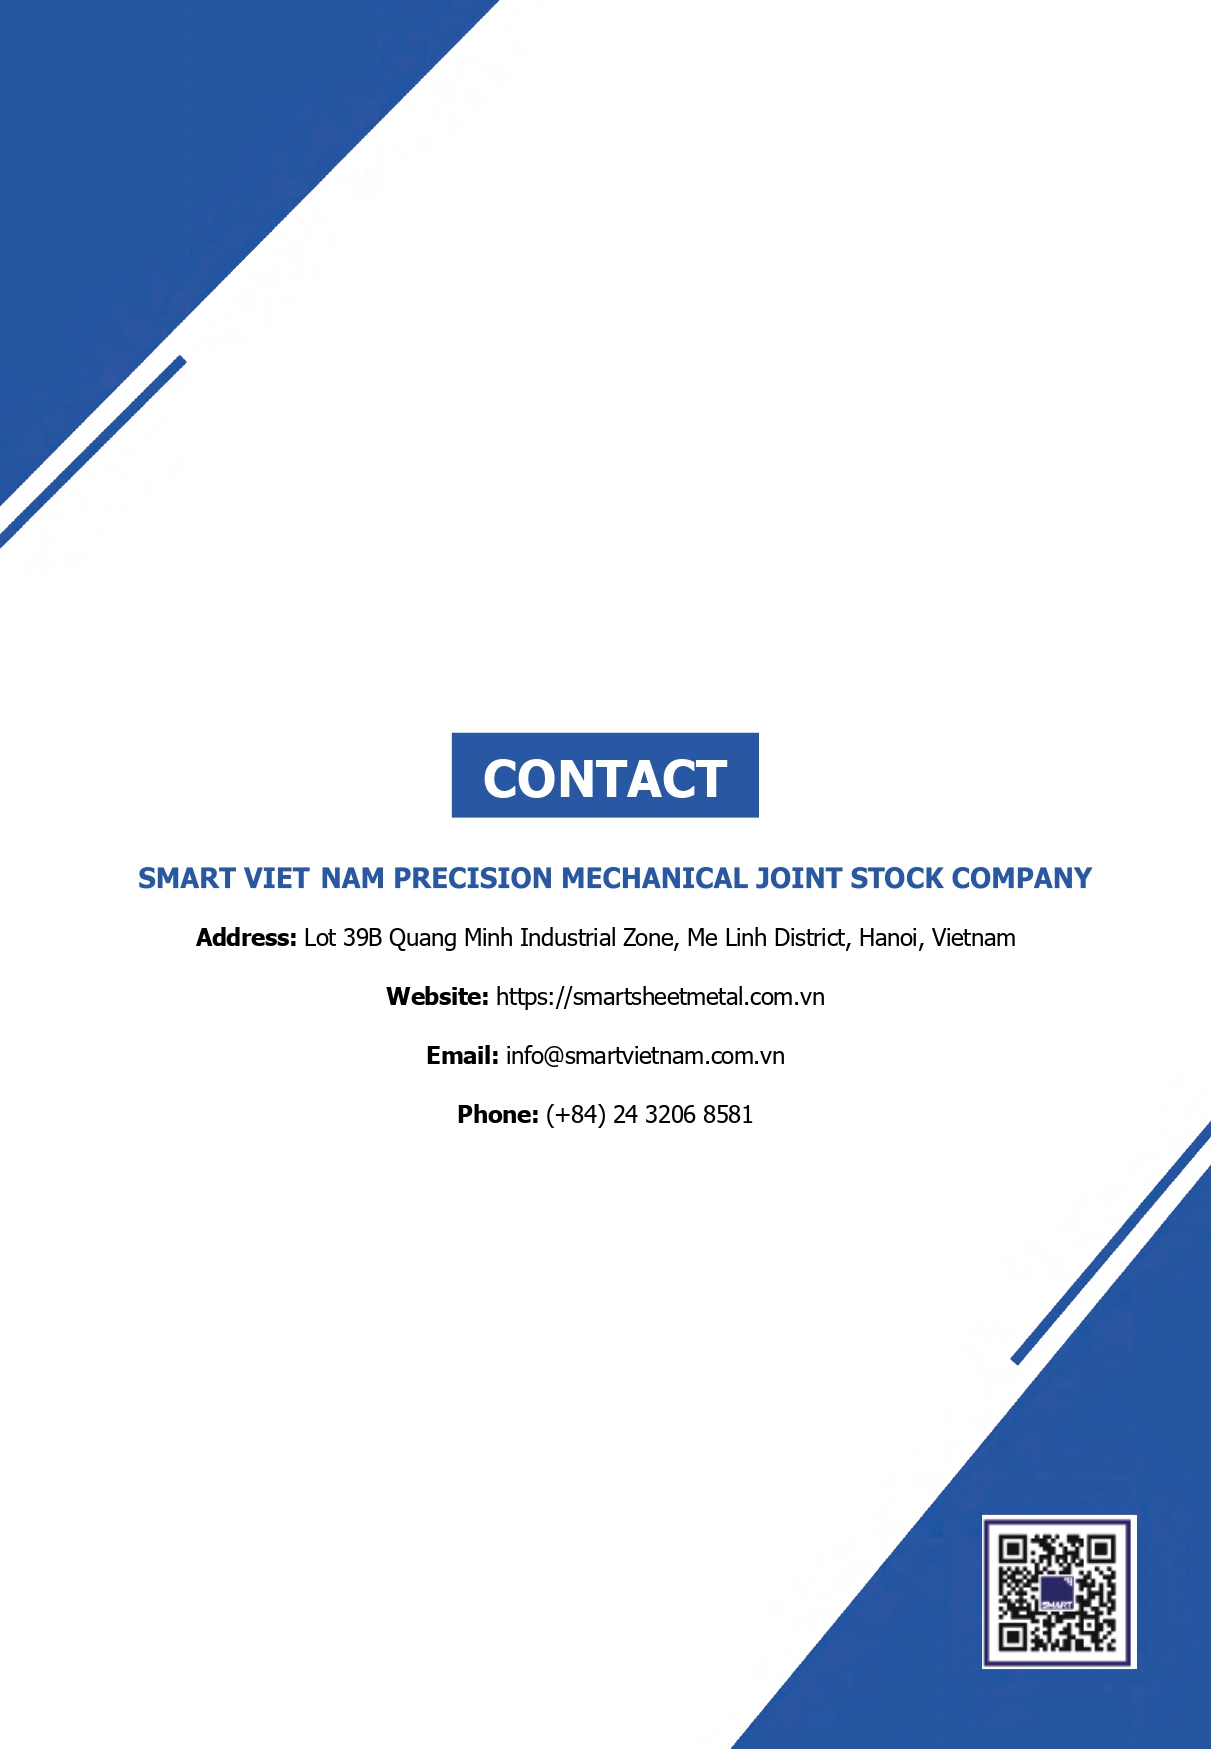 CONTACT
SMART VIET NAM PRECISION MECHANICAL JOINT STOCK COMPANY
Address: Lot 39B Quang Minh Industrial Zone, Me Linh District, Hanoi, Vietnam
Website: https://smartsheetmetal.com.vn
Email: info@smartvietnam.com.vn
Phone: (+84) 24 3206 8581
SMART